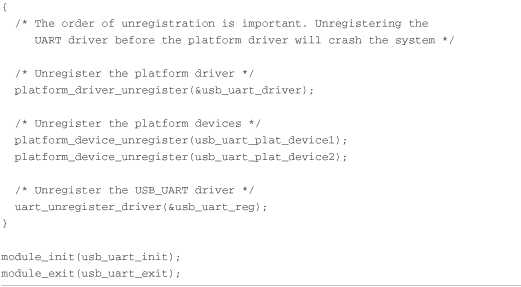 {
  /* The order of unregistration is important. Unregistering the
     UART driver before the platform driver will crash the system */

  /* Unregister the platform driver */
  platform_driver_unregister(&usb_uart_driver);

  /* Unregister the platform devices */
  platform_device_unregister(usb_uart_plat_device1);
  platform_device_unregister(usb_uart_plat_device2);

  /* Unregister the USB_UART driver */
  uart_unregister_driver(&usb_uart_reg);
}

module_init(usb_uart_init);
module_exit(usb_uart_exit);